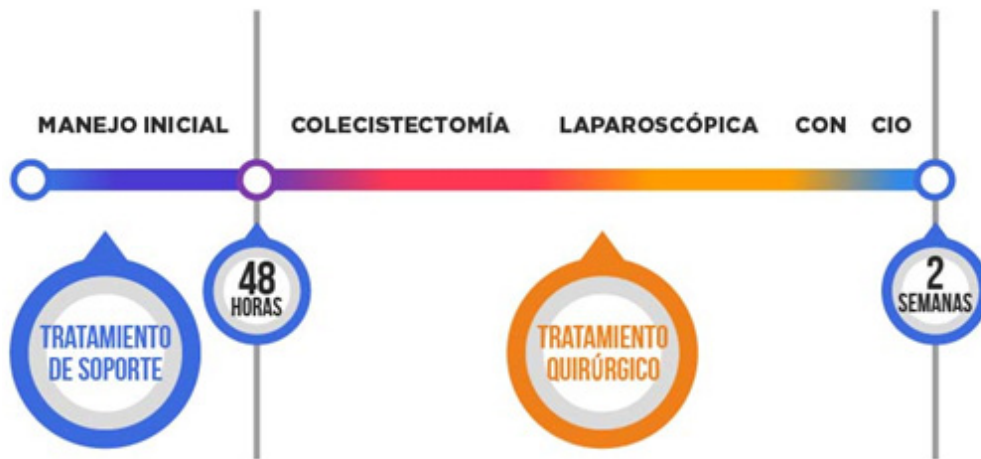 MANEJO INICIAL
COLECISTECTOMÍA LAPAROSCÓPICA CON CIO
TRATAMIENTO
DE SOPORTE
48
HORAS
TRATAMIENTO
QUIRÚRGICO
2
SEMANAS